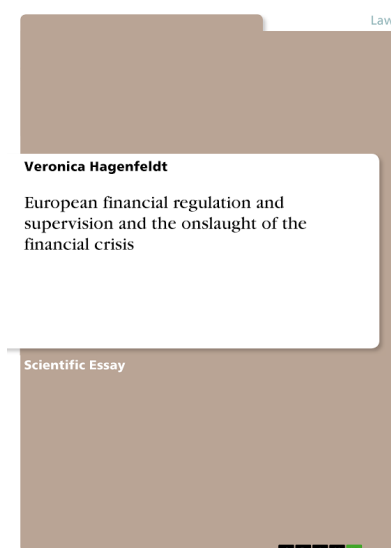 Law
Veronica Hagenfeldt
European financial regulation and
supervision and the onslaught of the
financial crisis
Scientific Essay